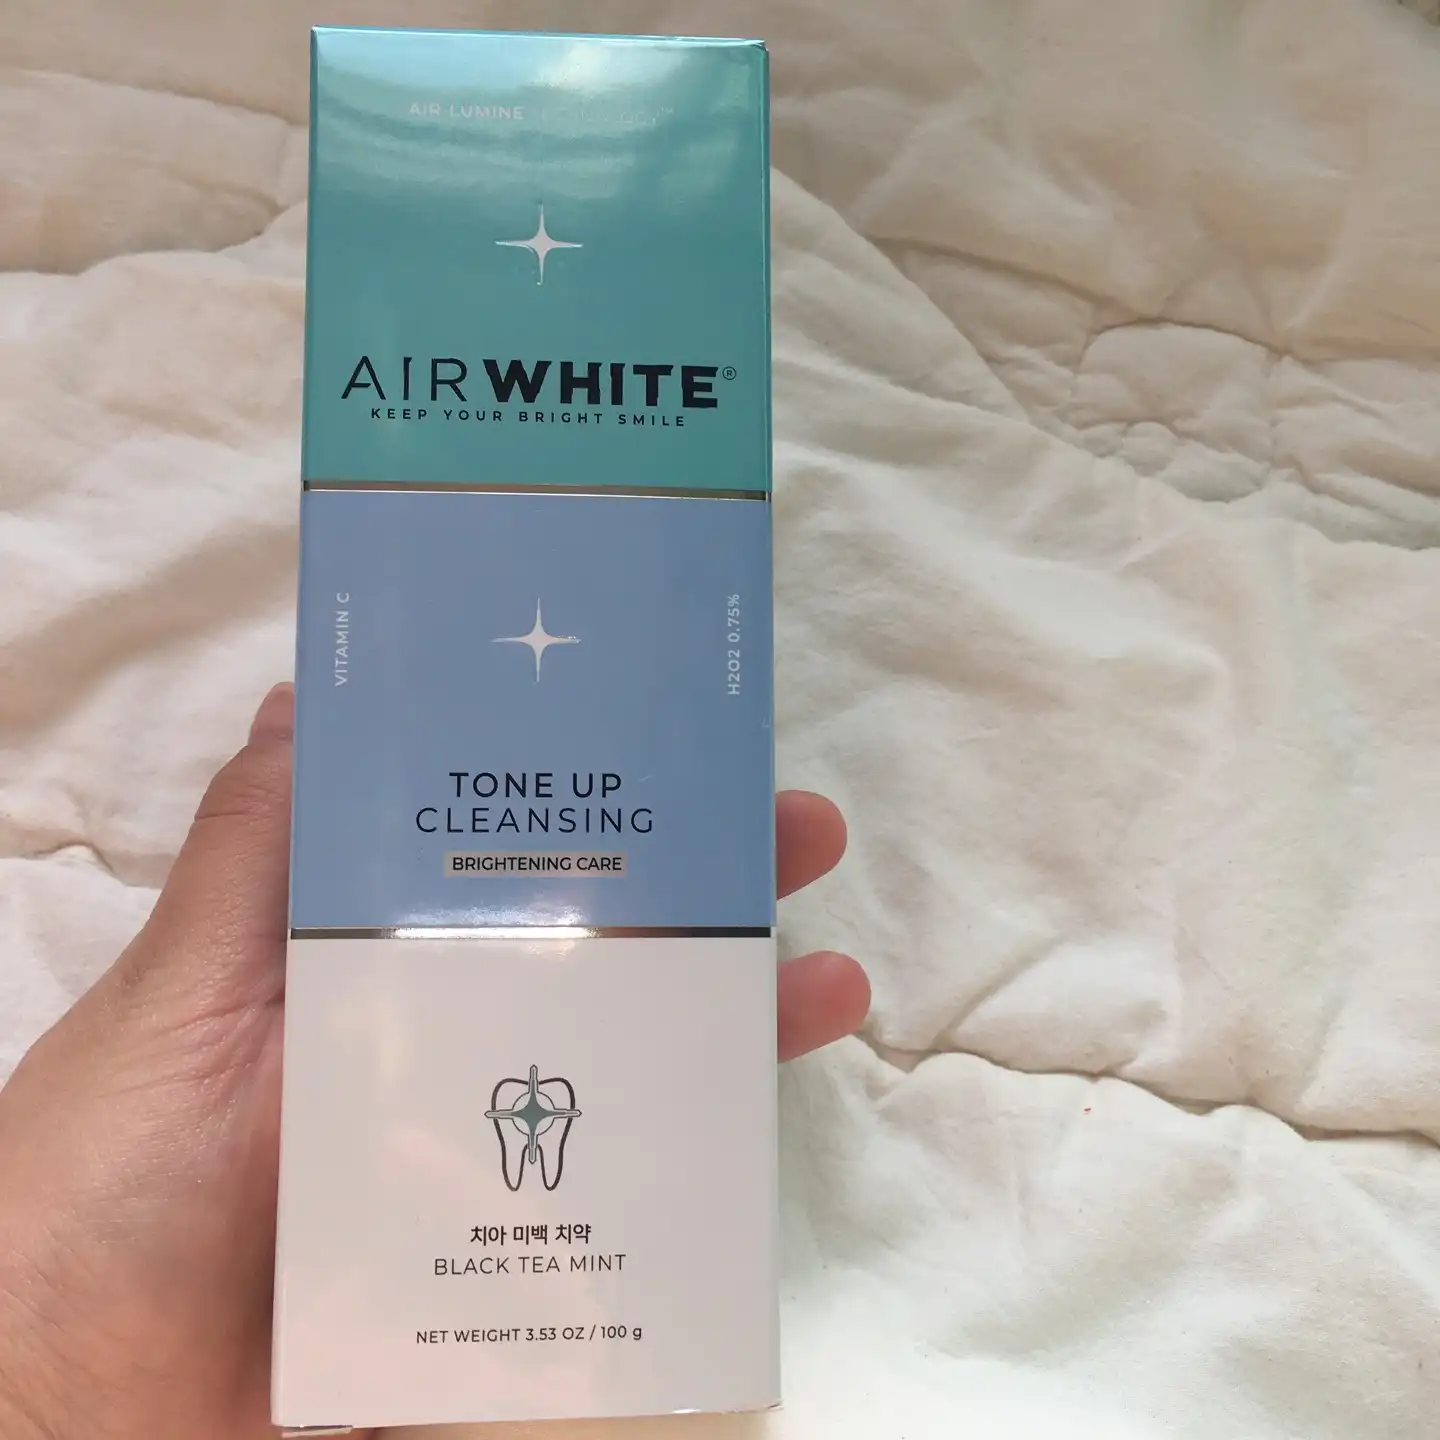 AIR LUMINE TECHNOLOGY™
AIRWHITE®
KEEP YOUR BRIGHT SMILE
VITAMIN C
H2O2 0.75%
TONE UP
CLEANSING
BRIGHTENING CARE
치아 미백 치약
BLACK TEA MINT
NET WEIGHT 3.53 OZ / 100 g